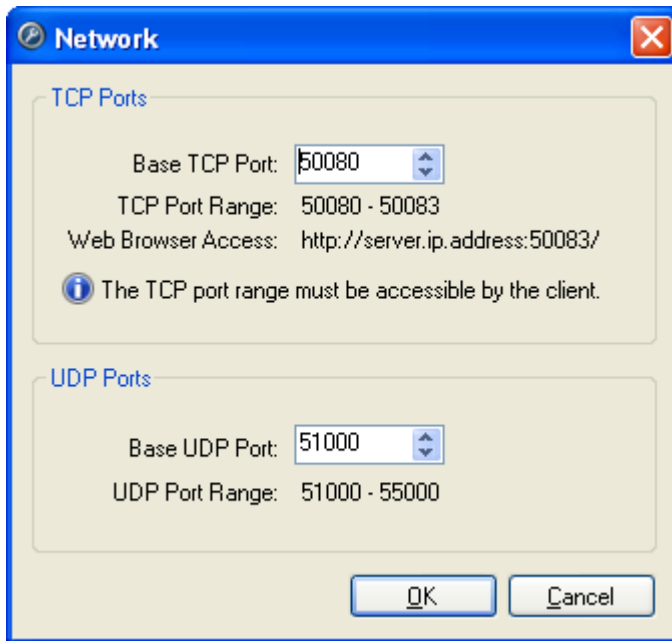 Network
TCP Ports
Base TCP Port: 50080
TCP Port Range: 50080 - 50083
Web Browser Access: http://server.ip.address:50083/
The TCP port range must be accessible by the client.
UDP Ports
Base UDP Port: 51000
UDP Port Range: 51000 - 55000
OK Cancel